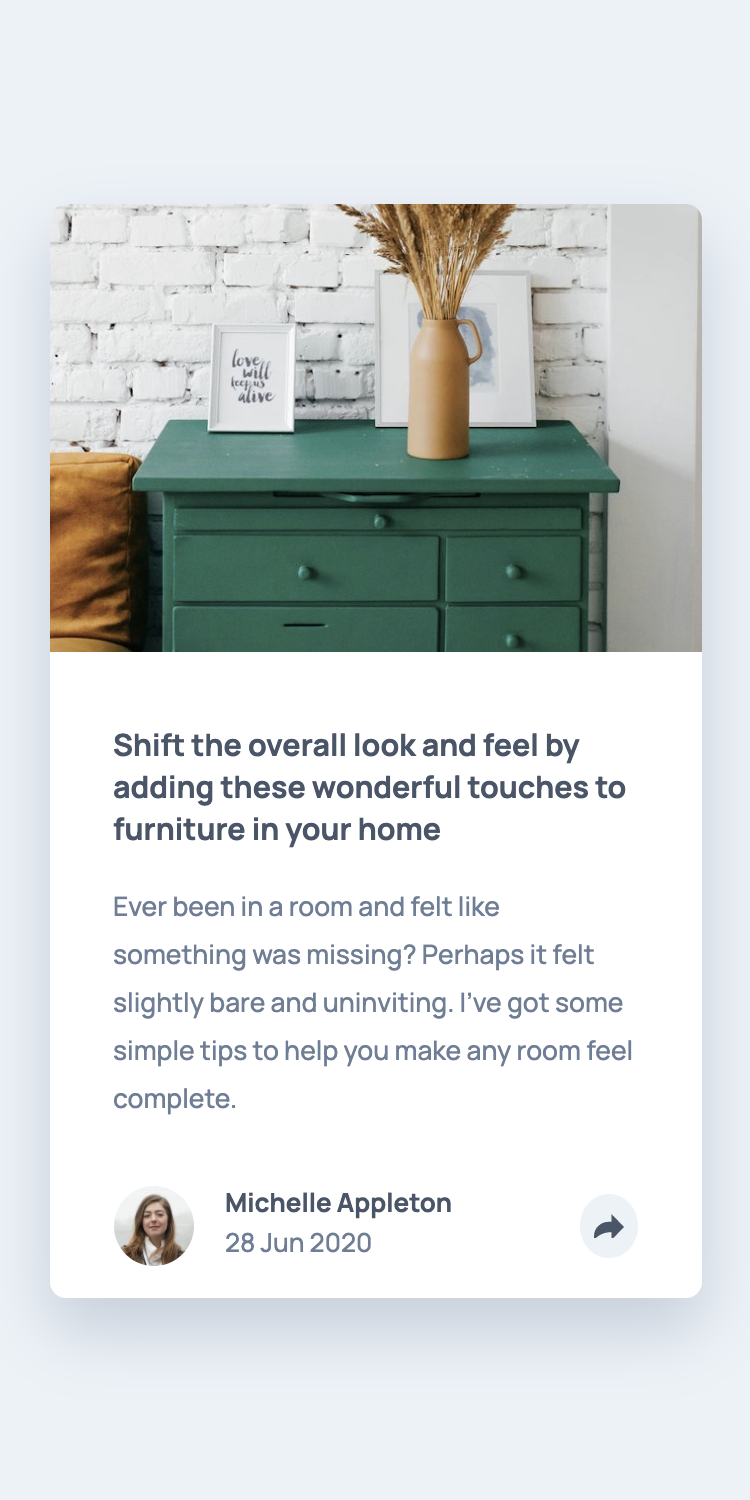 love
will
keep us
alive
Shift the overall look and feel by
adding these wonderful touches to
furniture in your home
Ever been in a room and felt like
something was missing? Perhaps it felt
slightly bare and uninviting. I’ve got some
simple tips to help you make any room feel
complete.
Michelle Appleton
28 Jun 2020